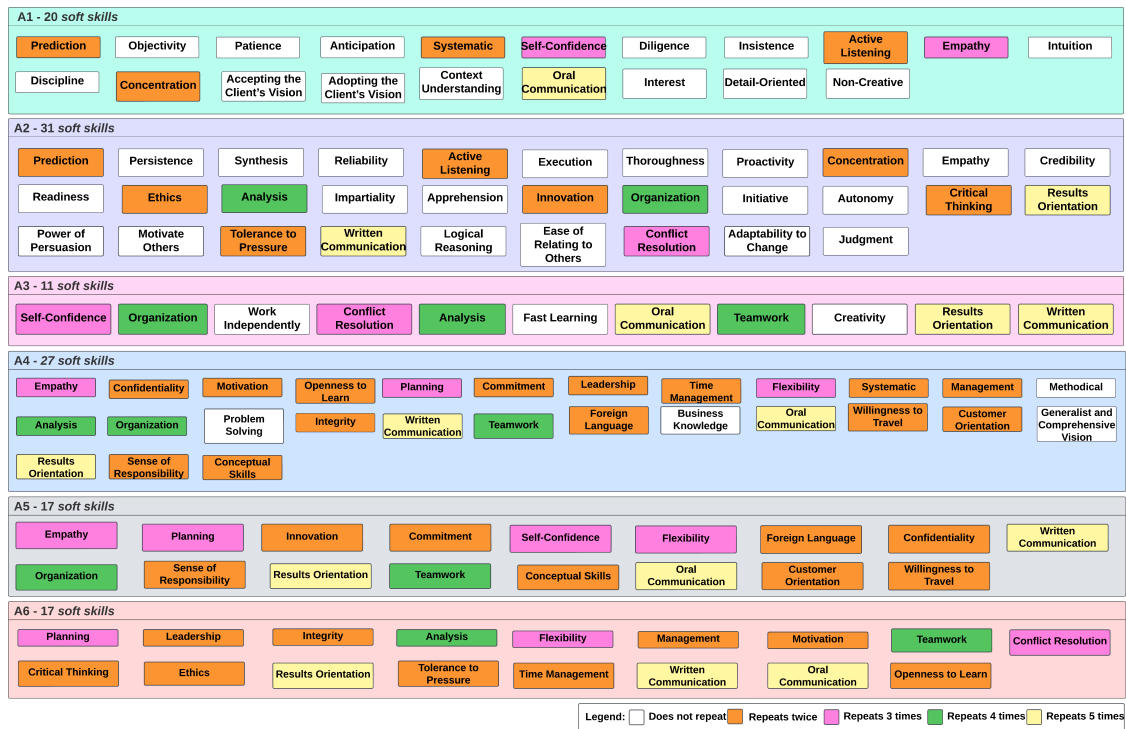 A1 - 20 soft skills
Prediction
Objectivity
Patience
Anticipation
Systematic
Self-Confidence
Diligence
Insistence
Active
Listening
Empathy
Intuition
Discipline
Concentration
Accepting the
Client's Vision
Adopting the
Client's Vision
Context
Understanding
Oral
Communication
Interest
Detail-Oriented
Non-Creative
A2 - 31 soft skills
Prediction
Persistence
Synthesis
Reliability
Active
Listening
Execution
Thoroughness
Proactivity
Concentration
Empathy
Credibility
Readiness
Ethics
Analysis
Impartiality
Apprehension
Innovation
Organization
Initiative
Autonomy
Critical
Thinking
Results
Orientation
Power of
Persuasion
Motivate
Others
Tolerance to
Pressure
Written
Communication
Logical
Reasoning
Ease of
Relating to
Others
Conflict
Resolution
Adaptability to
Change
Judgment
A3 - 11 soft skills
Self-Confidence
Organization
Work
Independently
Conflict
Resolution
Analysis
Fast Learning
Oral
Communication
Teamwork
Creativity
Results
Orientation
Written
Communication
A4 - 27 soft skills
Empathy
Confidentiality
Motivation
Openness to
Learn
Planning
Commitment
Leadership
Time
Management
Flexibility
Systematic
Management
Methodical
Analysis
Organization
Problem
Solving
Integrity
Written
Communication
Teamwork
Foreign
Language
Business
Knowledge
Oral
Communication
Willingness to
Travel
Customer
Orientation
Generalist and
Comprehensive
Vision
Results
Orientation
Sense of
Responsibility
Conceptual
Skills
A5 - 17 soft skills
Empathy
Planning
Innovation
Commitment
Self-Confidence
Flexibility
Foreign Language
Confidentiality
Written
Communication
Organization
Sense of
Responsibility
Results Orientation
Teamwork
Conceptual Skills
Oral
Communication
Customer
Orientation
Willingness to
Travel
A6 - 17 soft skills
Planning
Leadership
Integrity
Analysis
Flexibility
Management
Motivation
Teamwork
Conflict Resolution
Critical Thinking
Ethics
Results Orientation
Tolerance to
Pressure
Time Management
Written
Communication
Oral
Communication
Openness to Learn
Legend: Does not repeat Repeats twice Repeats 3 times Repeats 4 times Repeats 5 times